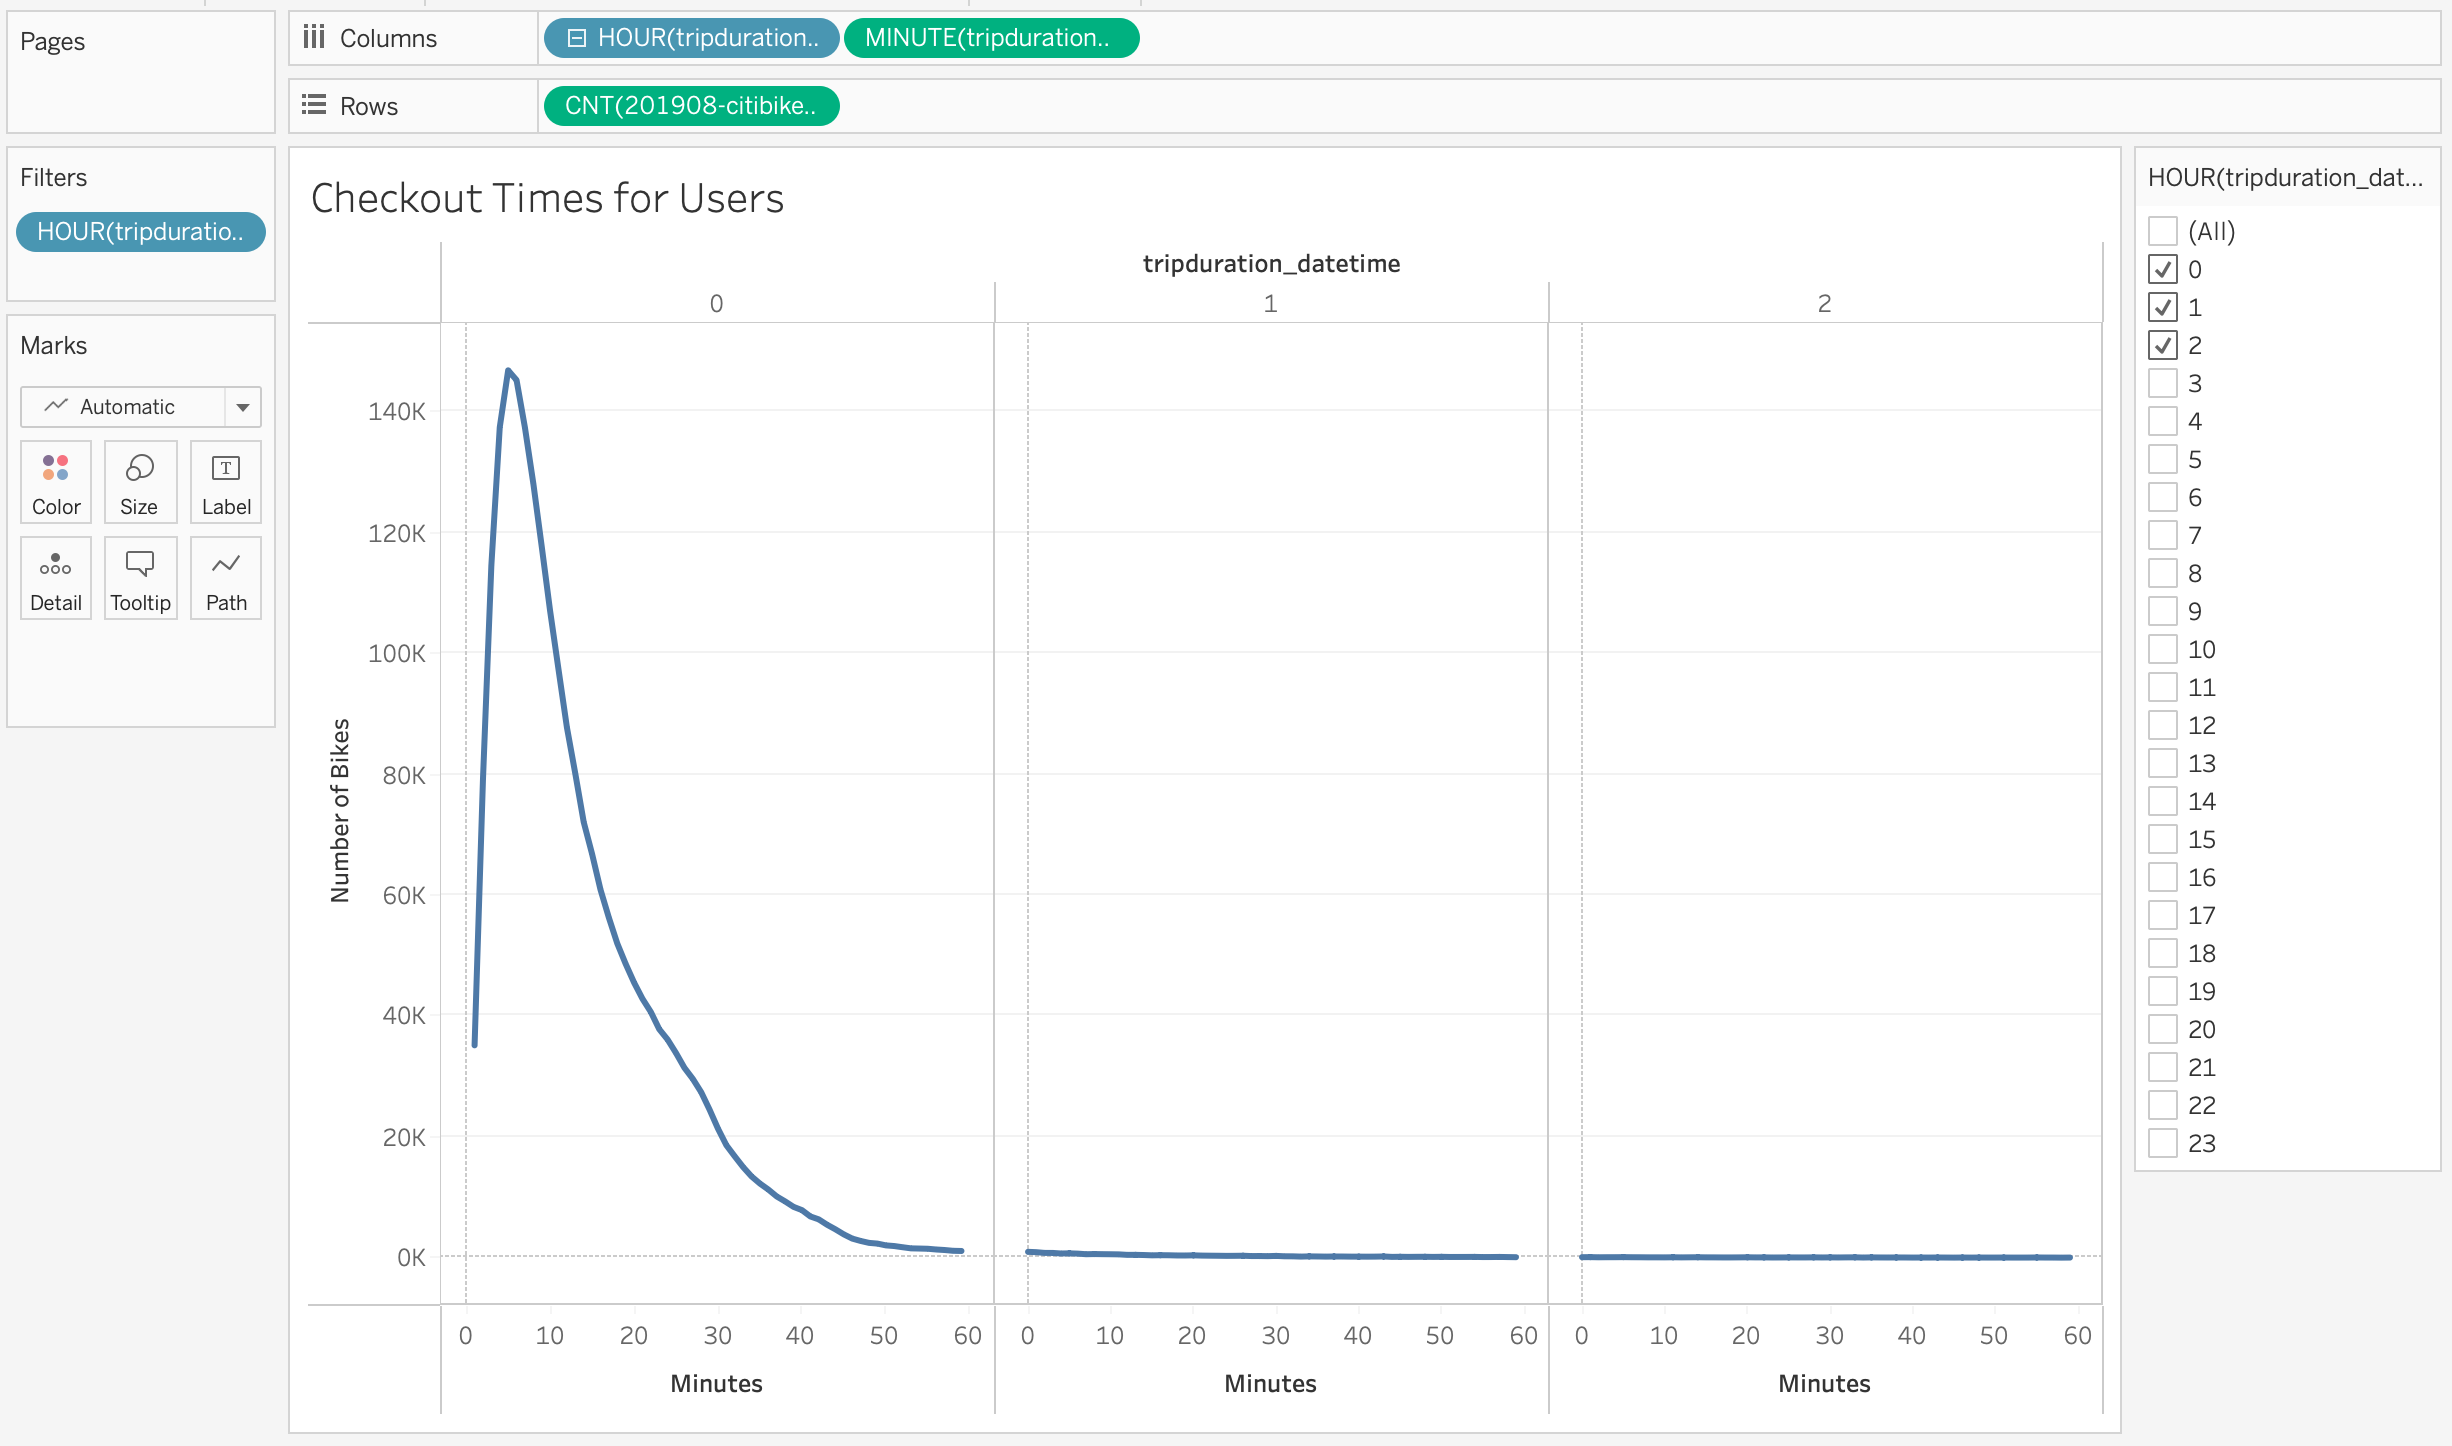 Pages
Columns
HOUR(tripduration..
MINUTE(tripduration..
Rows
CNT(201908-citibike..
Filters
HOUR(tripduratio..
Marks
Automatic
Color
Size
Label
Detail
Tooltip
Path
Checkout Times for Users
tripduration_datetime
0
1
2
Number of Bikes
140K
120K
100K
80K
60K
40K
20K
0K
0 10 20 30 40 50 60
0 10 20 30 40 50 60
0 10 20 30 40 50 60
Minutes
Minutes
Minutes
HOUR(tripduration_dat...
(All)
0
1
2
3
4
5
6
7
8
9
10
11
12
13
14
15
16
17
18
19
20
21
22
23